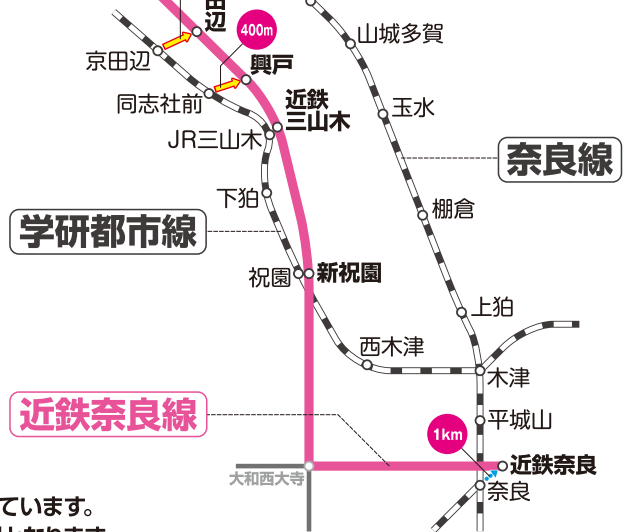 田
辺
400m
山城多賀
京田辺
興戸
同志社前
近鉄
三山木
玉水
JR三山木
奈良線
下狛
棚倉
学研都市線
祝園
新祝園
上狛
西木津
木津
近鉄奈良線
平城山
1km
近鉄奈良
大和西大寺
奈良
ています。